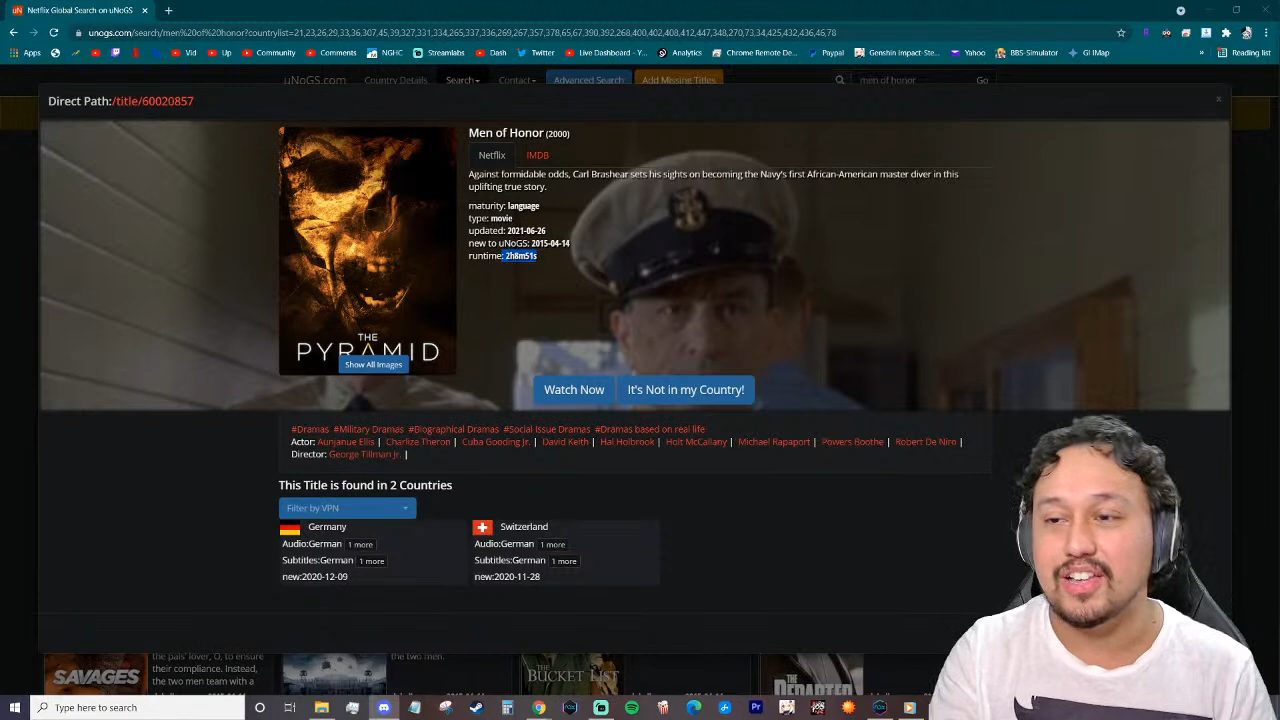 Netflix Global Search on uNoGS
unogs.com/search/men%20of%20honor?countrylist=21,23,26,29,33,36,307,45,39,327,331,334,265,337,336,269,267,357,378,65,67,390,392,268,400,402,408,412,447,348,270,73,34,425,432,436,46,78
Apps
Vid
Up
Community
Comments
NGHC
Streamlabs
Twitter
Live Dashboard - Y...
Analytics
Chrome Remote De...
Paypal
Genshin Impact-Ste...
Yahoo
BBS-Simulator
GI IMap
Reading list
uNoGS.com
Country Details
Search
Contact
Advanced Search
Add Missing Titles
men of honor
Go
Direct Path:/title/60020857
x
Men of Honor (2000)
Netflix
IMDB
Against formidable odds, Carl Brashear sets his sights on becoming the Navy's first African-American master diver in this
uplifting true story.
maturity: language
type: movie
updated: 2021-06-26
new to uNoGS: 2015-04-14
runtime: 2h8m51s
THE
PYRAMID
Show All Images
Watch Now
It's Not in my Country!
#Dramas #Military Dramas #Biographical Dramas #Social Issue Dramas #Dramas based on real life
Actor: Aunjanue Ellis | Charlize Theron | Cuba Gooding Jr. | David Keith | Hal Holbrook | Holt McCallany | Michael Rapaport | Powers Boothe | Robert De Niro |
Director: George Tillman Jr. |
This Title is found in 2 Countries
Filter by VPN
Germany
Audio:German 1 more
Subtitles:German 1 more
new:2020-12-09
Switzerland
Audio:German 1 more
Subtitles:German 1 more
new:2020-11-28
SAVAGES
the pals' lover, O, to ensure
their compliance. Instead,
the two men team with a
the two men.
THE
BUCKET LIST
THE
DEPARTED
Type here to search